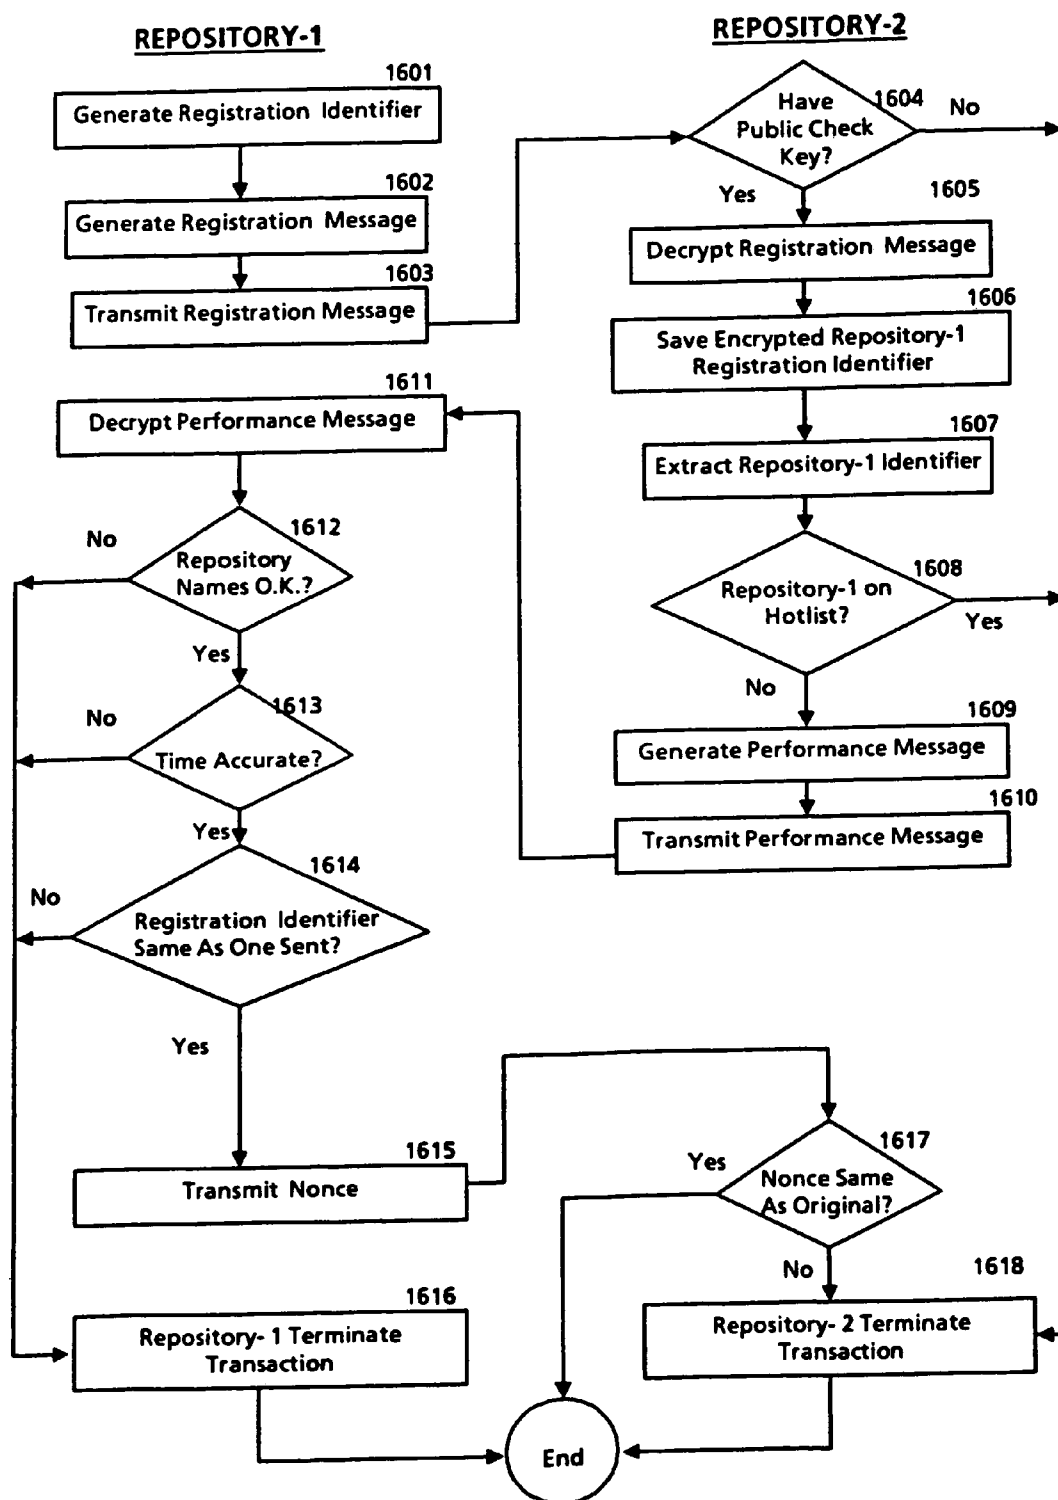 REPOSITORY-1
1601
Generate Registration Identifier
1602
Generate Registration Message
1603
Transmit Registration Message
REPOSITORY-2
1604
Have
Public Check
Key?
No
Yes
1605
Decrypt Registration Message
1606
Save Encrypted Repository-1
Registration Identifier
1607
Extract Repository-1 Identifier
1608
Repository-1 on
Hotlist?
Yes
No
1609
Generate Performance Message
1610
Transmit Performance Message
1611
Decrypt Performance Message
1612
No
Repository
Names O.K.?
Yes
1613
No
Time Accurate?
Yes
1614
No
Registration Identifier
Same As One Sent?
Yes
1615
Transmit Nonce
1616
Repository- 1 Terminate
Transaction
1617
Yes
Nonce Same
As Original?
No
1618
Repository- 2 Terminate
Transaction
End